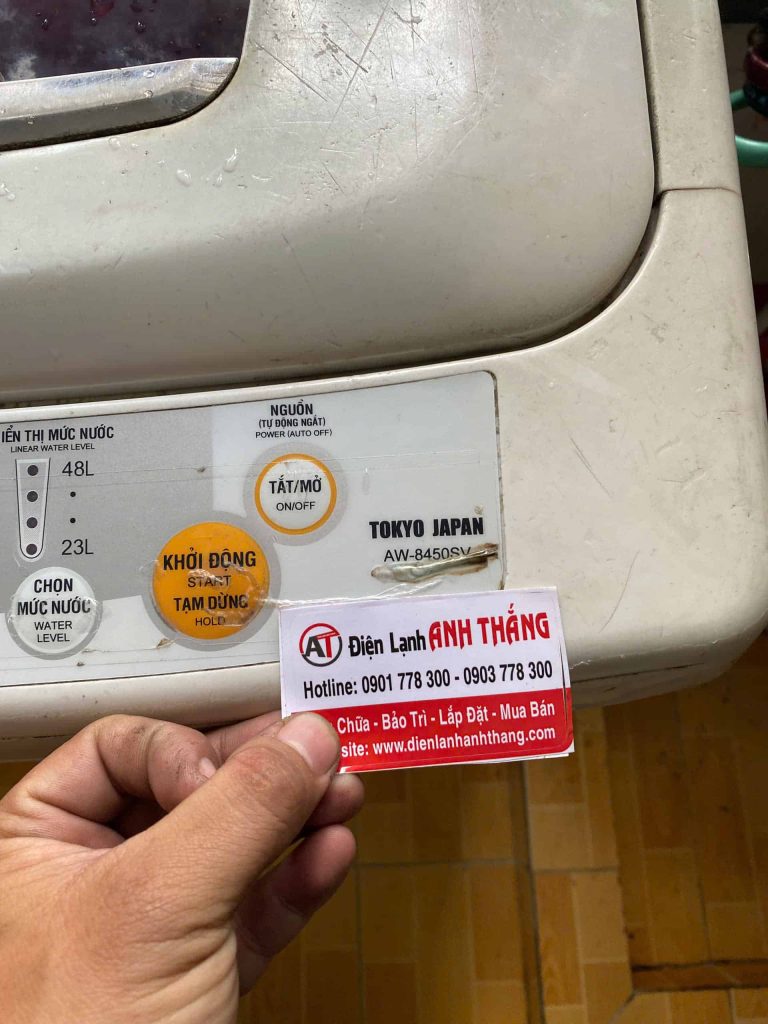 IỂN THỊ MỨC NƯỚC
LINEAR WATER LEVEL
48L
23L
CHỌN
MỨC NƯỚC
WATER
LEVEL
NGUỒN
(TỰ ĐỘNG NGẮT)
POWER (AUTO OFF)
TẮT/MỞ
ON/OFF
KHỞI ĐỘNG
START
TẠM DỪNG
HOLD
TOKYO JAPAN
AW-8450SV
AT Điện Lạnh ANH THẮNG
Hotline: 0901 778 300 - 0903 778 300
Chữa - Bảo Trì - Lắp Đặt - Mua Bán
site: www.dienlanhanhthang.com